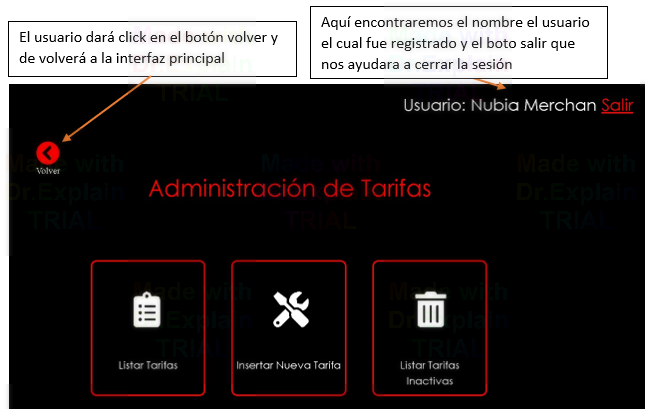 El usuario dará click en el botón volver y
de volverá a la interfaz principal
Aquí encontraremos el nombre el usuario
el cual fue registrado y el boto salir que
nos ayudara a cerrar la sesión
Usuario: Nubia Merchan Salir
Volver
Administración de Tarifas
Listar Tarifas
Insertar Nueva Tarifa
Listar Tarifas
Inactivas
Made with
Dr.Explain
TRIAL
Made with
Dr.Explain
TRIAL
Made with
Dr.Explain
TRIAL
Made with
Dr.Explain
TRIAL
Made with
Dr.Explain
TRIAL